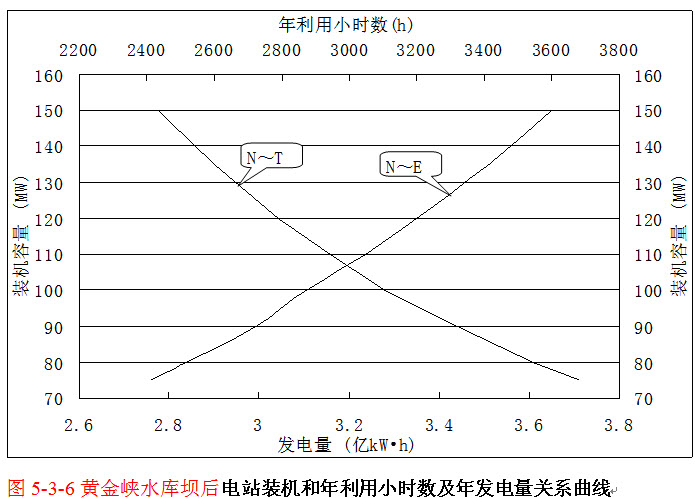 年利用小时数(h)
2200 2400 2600 2800 3000 3200 3400 3600 3800
160 160
150 150
140 140
130 130
120 120
110 110
100 100
90 90
80 80
70 70
装机容量 (MW)
装机容量 (MW)
N～T
N～E
2.6 2.8 3 3.2 3.4 3.6 3.8
发电量 (亿kW·h)
图 5-3-6 黄金峡水库坝后电站装机和年利用小时数及年发电量关系曲线